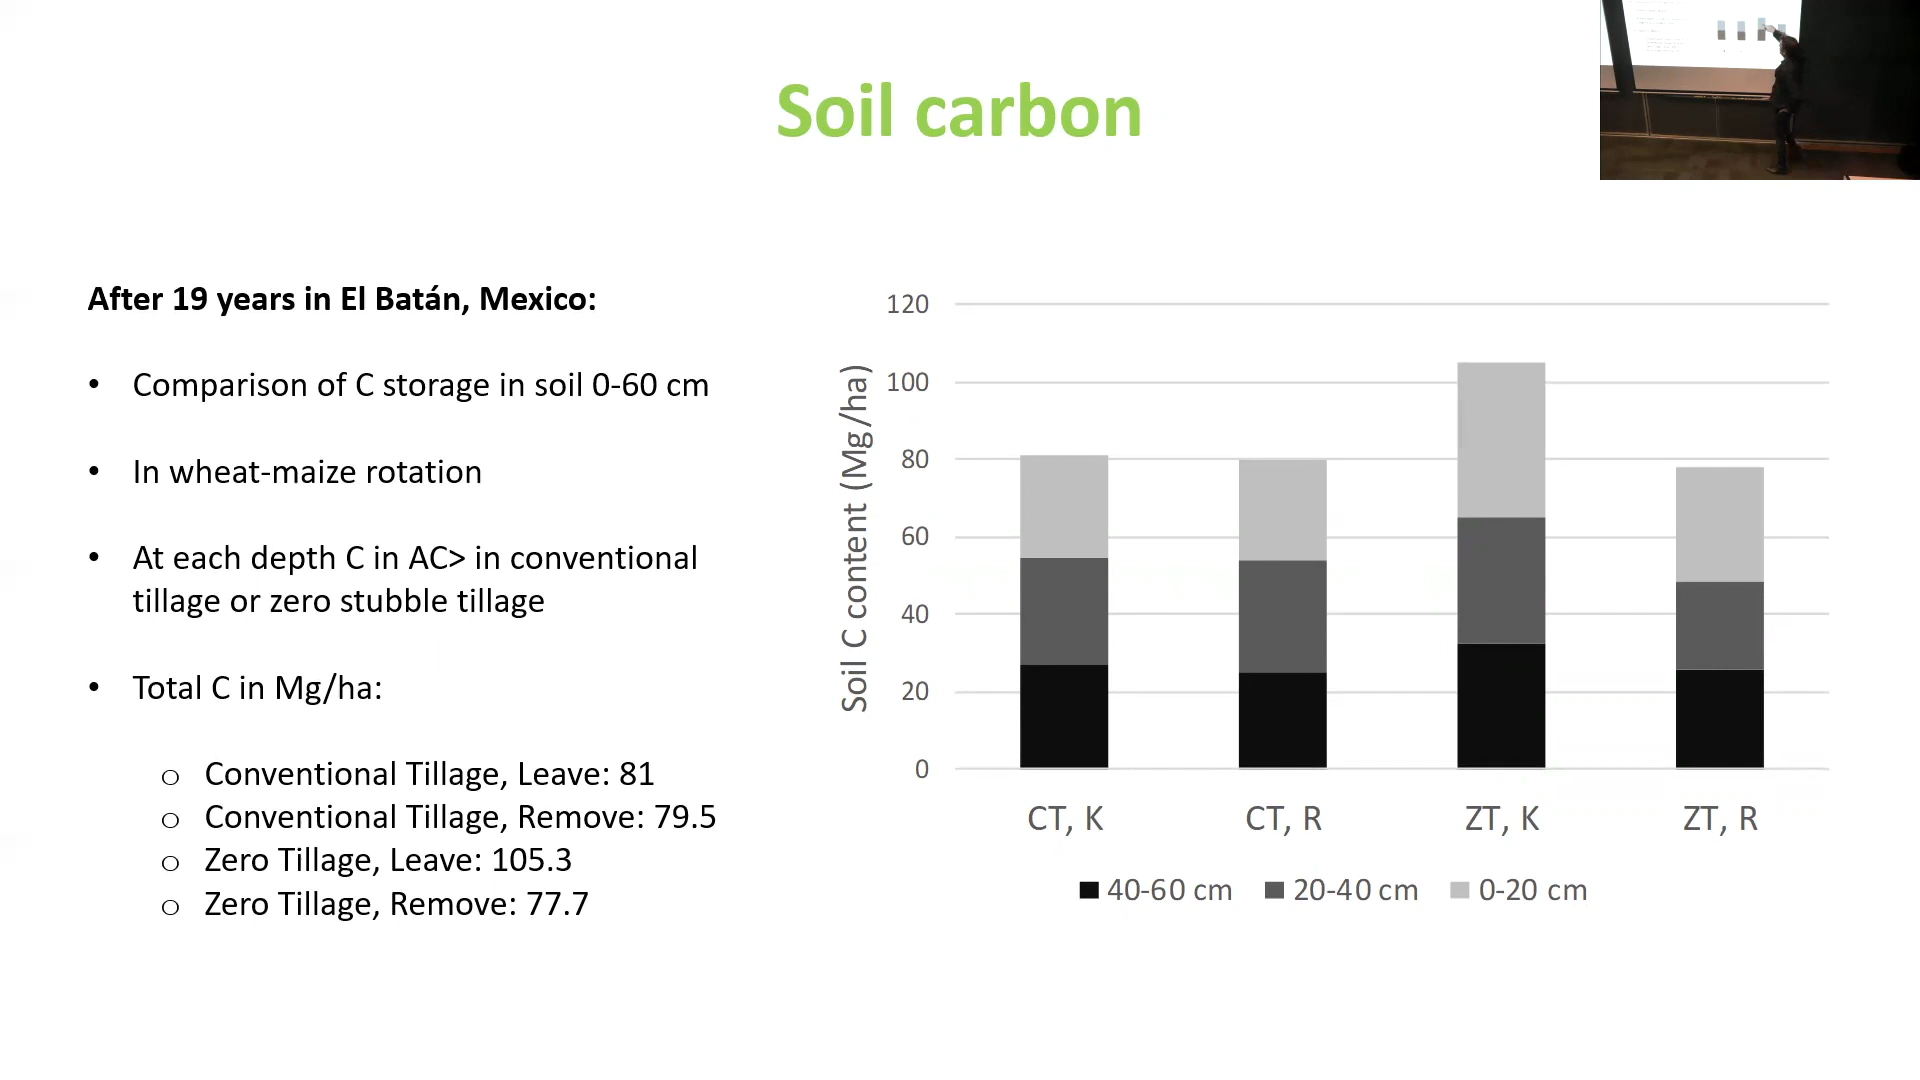 Soil carbon
After 19 years in El Batán, Mexico:
• Comparison of C storage in soil 0-60 cm
• In wheat-maize rotation
• At each depth C in AC> in conventional
tillage or zero stubble tillage
• Total C in Mg/ha:
o Conventional Tillage, Leave: 81
o Conventional Tillage, Remove: 79.5
o Zero Tillage, Leave: 105.3
o Zero Tillage, Remove: 77.7
Soil C content (Mg/ha)
120
100
80
60
40
20
0
CT, K CT, R ZT, K ZT, R
40-60 cm 20-40 cm 0-20 cm